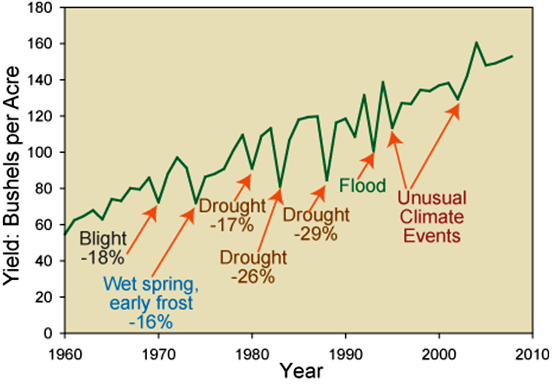 Yield: Bushels per Acre
180
160
140
120
100
80
60
40
20
0
Blight
-18%
Wet spring,
early frost
-16%
Drought
-17%
Drought
-26%
Drought
-29%
Flood
Unusual
Climate
Events
1960
1970
1980
1990
2000
2010
Year